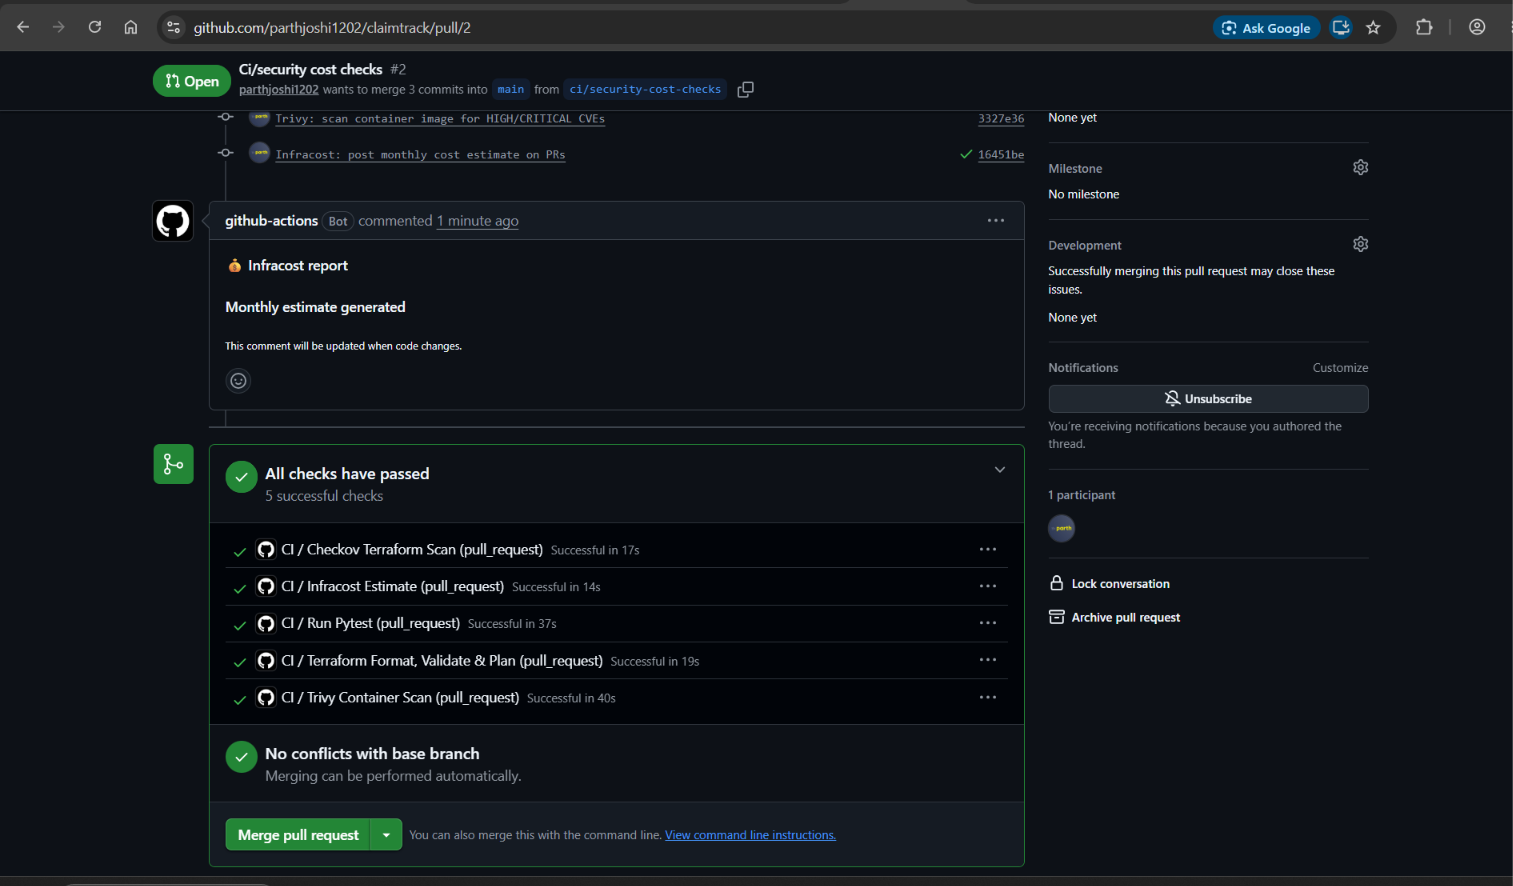 github.com/parthjoshi1202/claimtrack/pull/2
Ask Google
Open
Ci/security cost checks #2
parthjoshi1202 wants to merge 3 commits into main from ci/security-cost-checks
Trivy: scan container image for HIGH/CRITICAL CVEs 3327e36
Infracost: post monthly cost estimate on PRs 16451be
github-actions Bot commented 1 minute ago
💰 Infracost report
Monthly estimate generated
This comment will be updated when code changes.
All checks have passed
5 successful checks
CI / Checkov Terraform Scan (pull_request) Successful in 17s
CI / Infracost Estimate (pull_request) Successful in 14s
CI / Run Pytest (pull_request) Successful in 37s
CI / Terraform Format, Validate & Plan (pull_request) Successful in 19s
CI / Trivy Container Scan (pull_request) Successful in 40s
No conflicts with base branch
Merging can be performed automatically.
Merge pull request
You can also merge this with the command line. View command line instructions.
None yet
Milestone
No milestone
Development
Successfully merging this pull request may close these
issues.
None yet
Notifications Customize
Unsubscribe
You're receiving notifications because you authored the
thread.
1 participant
parth
Lock conversation
Archive pull request